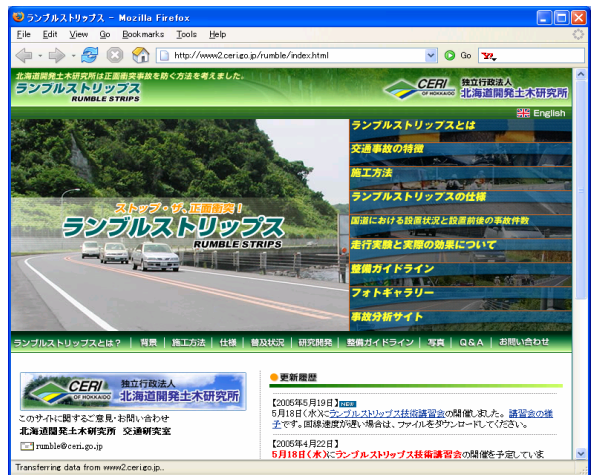 ランブルストリップス - Mozilla Firefox
File Edit View Go Bookmarks Tools Help
http://www2.ceri.go.jp/rumble/index.html
Go
北海道開発土木研究所は正面衝突事故を防ぐ方法を考えました。
ランブルストリップス
RUMBLE STRIPS
CERI
OF HOKKAIDO
独立行政法人
北海道開発土木研究所
English
ランブルストリップスとは
交通事故の特徴
施工方法
ランブルストリップスの仕様
国道における設置状況と設置前後の事故件数
走行実験と実際の効果について
整備ガイドライン
フォトギャラリー
事故分析サイト
ストップ・ザ、正面衝突!
ランブルストリップス
RUMBLE STRIPS
ランブルストリップスとは? | 背景 | 施工方法 | 仕様 | 普及状況 | 研究開発 | 整備ガイドライン | 写真 | Q&A | お問い合わせ
CERI
OF HOKKAIDO
独立行政法人
北海道開発土木研究所
このサイトに関するご意見・お問い合わせ
北海道開発土木研究所 交通研究室
rumble@ceri.go.jp
更新履歴
【2005年5月19日】NEW
5月18日(水)にランブルストリップス技術講習会の開催しました。講習会の様
子です。回線速度が遅い場合は、ファイルをダウンロードしてください。
【2005年4月22日】
5月18日(水)にランブルストリップス技術講習会の開催を予定していま
Transferring data from www2.ceri.go.jp...